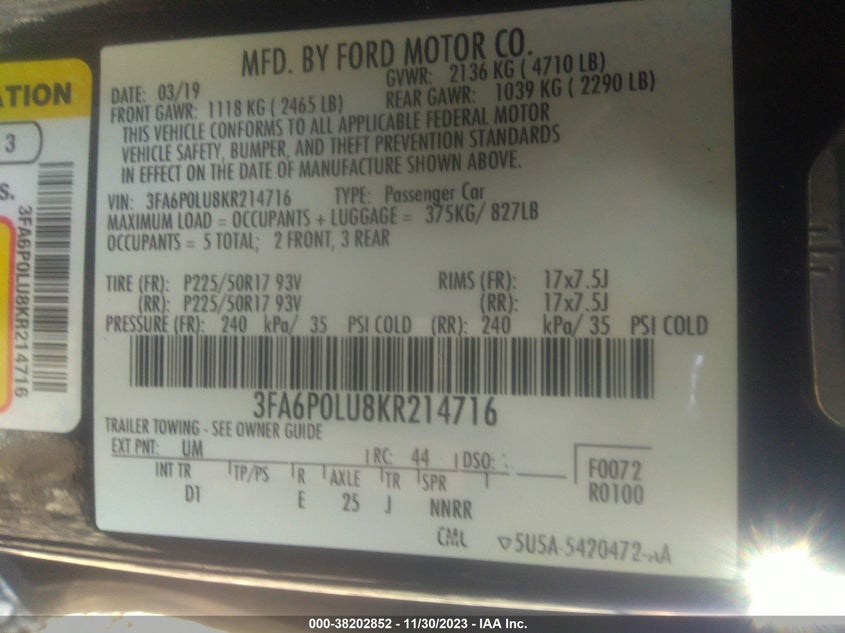 MFD. BY FORD MOTOR CO.
DATE: 03/19 GVWR: 2136 KG ( 4710 LB)
FRONT GAWR: 1118 KG ( 2465 LB) REAR GAWR: 1039 KG ( 2290 LB)
THIS VEHICLE CONFORMS TO ALL APPLICABLE FEDERAL MOTOR
VEHICLE SAFETY, BUMPER, AND THEFT PREVENTION STANDARDS
IN EFFECT ON THE DATE OF MANUFACTURE SHOWN ABOVE.
VIN: 3FA6P0LU8KR214716 TYPE: Passenger Car
MAXIMUM LOAD = OCCUPANTS + LUGGAGE = 375KG/ 827LB
OCCUPANTS = 5 TOTAL; 2 FRONT, 3 REAR
TIRE (FR): P225/50R17 93V RIMS (FR): 17x7.5J
(RR): P225/50R17 93V (RR): 17x7.5J
PRESSURE (FR): 240 kPa/ 35 PSI COLD (RR): 240 kPa/ 35 PSI COLD
3FA6P0LU8KR214716
TRAILER TOWING - SEE OWNER GUIDE
EXT PNT: UM RC: 44 DSO:
INT TR TP/PS R AXLE TR SPR
D1 E 25 J NNRR
F0072
R0100
CML 5U5A-5420472-AA
ATION
3
S.
3FA6P0LU8KR214716
000-38202852 - 11/30/2023 - IAA Inc.